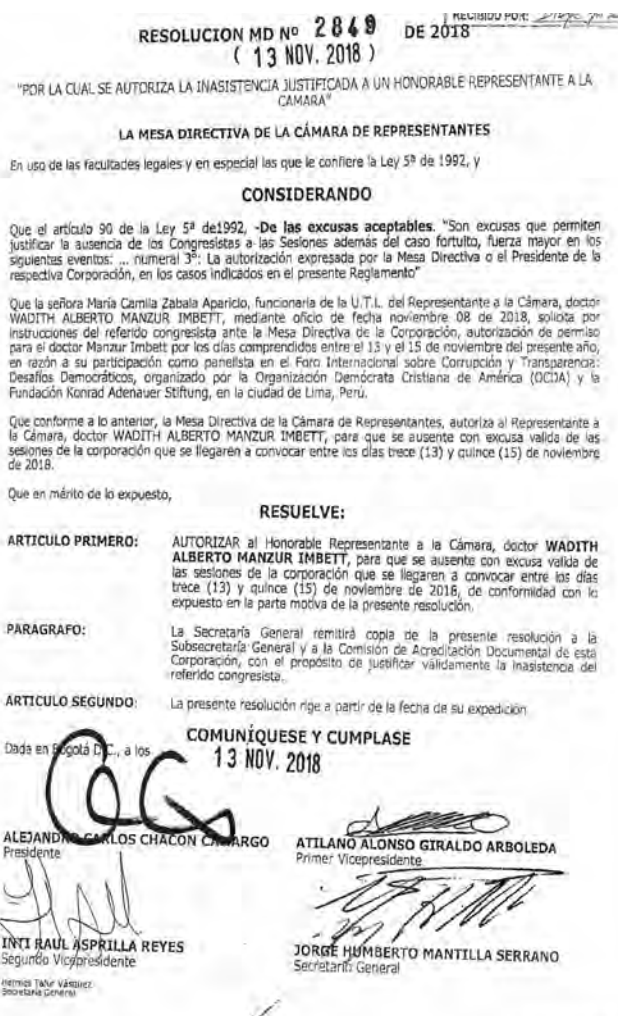 RECIBIDO POR:
RESOLUCION MD Nº 2849 DE 2018
( 13 NOV. 2018 )
"POR LA CUAL SE AUTORIZA LA INASISTENCIA JUSTIFICADA A UN HONORABLE REPRESENTANTE A LA
CAMARA"
LA MESA DIRECTIVA DE LA CÁMARA DE REPRESENTANTES
En uso de las facultades legales y en especial las que le confiere la Ley 5ª de 1992, y
CONSIDERANDO
Que el artículo 90 de la Ley 5ª de1992, -De las excusas aceptables. "Son excusas que permiten
justificar la ausencia de los Congresistas a las Sesiones además del caso fortuito, fuerza mayor en los
siguientes eventos: ... numeral 3°: La autorización expresada por la Mesa Directiva o el Presidente de la
respectiva Corporación, en los casos indicados en el presente Reglamento"
Que la señora María Camila Zabala Aparicio, funcionaria de la U.T.L. del Representante a la Cámara, doctor
WADITH ALBERTO MANZUR IMBETT, mediante oficio de fecha noviembre 08 de 2018, solicita por
instrucciones del referido congresista ante la Mesa Directiva de la Corporación, autorización de permiso
para el doctor Manzur Imbett por los días comprendidos entre el 13 y el 15 de noviembre del presente año,
en razón a su participación como panelista en el Foro Internacional sobre Corrupción y Transparencia:
Desafíos Democráticos, organizado por la Organización Demócrata Cristiana de América (OCDA) y la
Fundación Konrad Adenauer Stiftung, en la ciudad de Lima, Perú.
Que conforme a lo anterior, la Mesa Directiva de la Cámara de Representantes, autoriza al Representante a
la Cámara, doctor WADITH ALBERTO MANZUR IMBETT, para que se ausente con excusa valida de las
sesiones de la corporación que se llegaren a convocar entre los días trece (13) y quince (15) de noviembre
de 2018.
Que en mérito de lo expuesto,
RESUELVE:
ARTICULO PRIMERO: AUTORIZAR al Honorable Representante a la Cámara, doctor WADITH
ALBERTO MANZUR IMBETT, para que se ausente con excusa valida de
las sesiones de la corporación que se llegaren a convocar entre los días
trece (13) y quince (15) de noviembre de 2018, de conformidad con lo
expuesto en la parte motiva de la presente resolución.
PARAGRAFO: La Secretaría General remitirá copia de la presente resolución a la
Subsecretaría General y a la Comisión de Acreditación Documental de esta
Corporación, con el propósito de justificar válidamente la inasistencia del
referido congresista.
ARTICULO SEGUNDO: La presente resolución rige a partir de la fecha de su expedición
COMUNÍQUESE Y CUMPLASE
Dada en Bogotá D.C., a los 13 NOV. 2018
ALEJANDRO CARLOS CHACON CAMARGO
Presidente
ATILANO ALONSO GIRALDO ARBOLEDA
Primer Vicepresidente
INTI RAUL ASPRILLA REYES
Segundo Vicepresidente
JORGE HUMBERTO MANTILLA SERRANO
Secretario General
Hermes Tafur Vásquez
Secretaría General